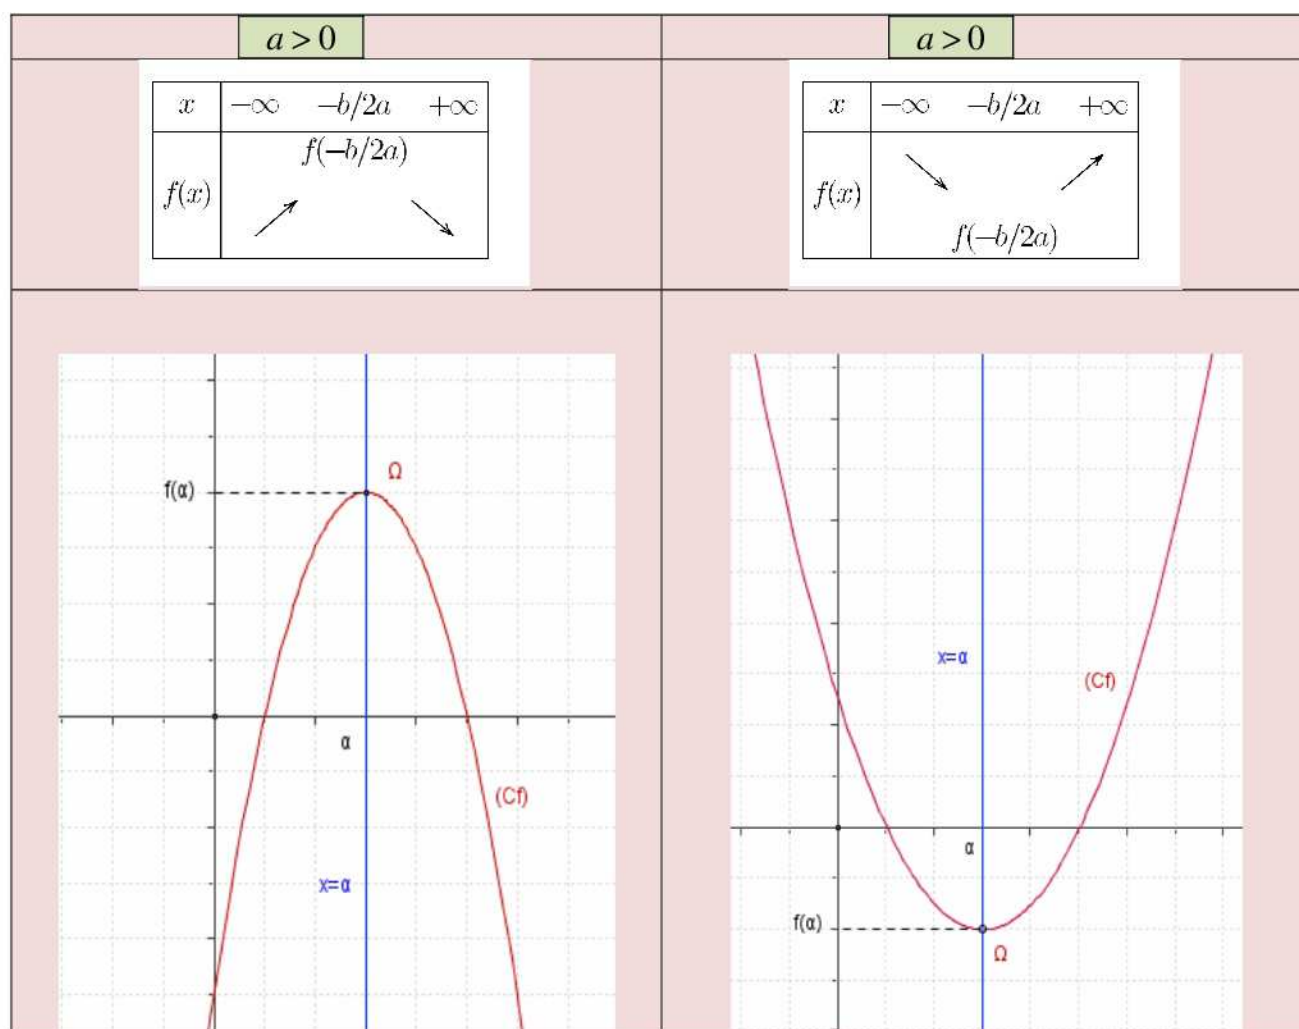 a > 0
a > 0
x −∞ −b/2a +∞
f(−b/2a)
f(x)
x −∞ −b/2a +∞
f(x)
f(−b/2a)
Ω
f(α)
α
(Cf)
x=α
x=α
(Cf)
α
f(α)
Ω